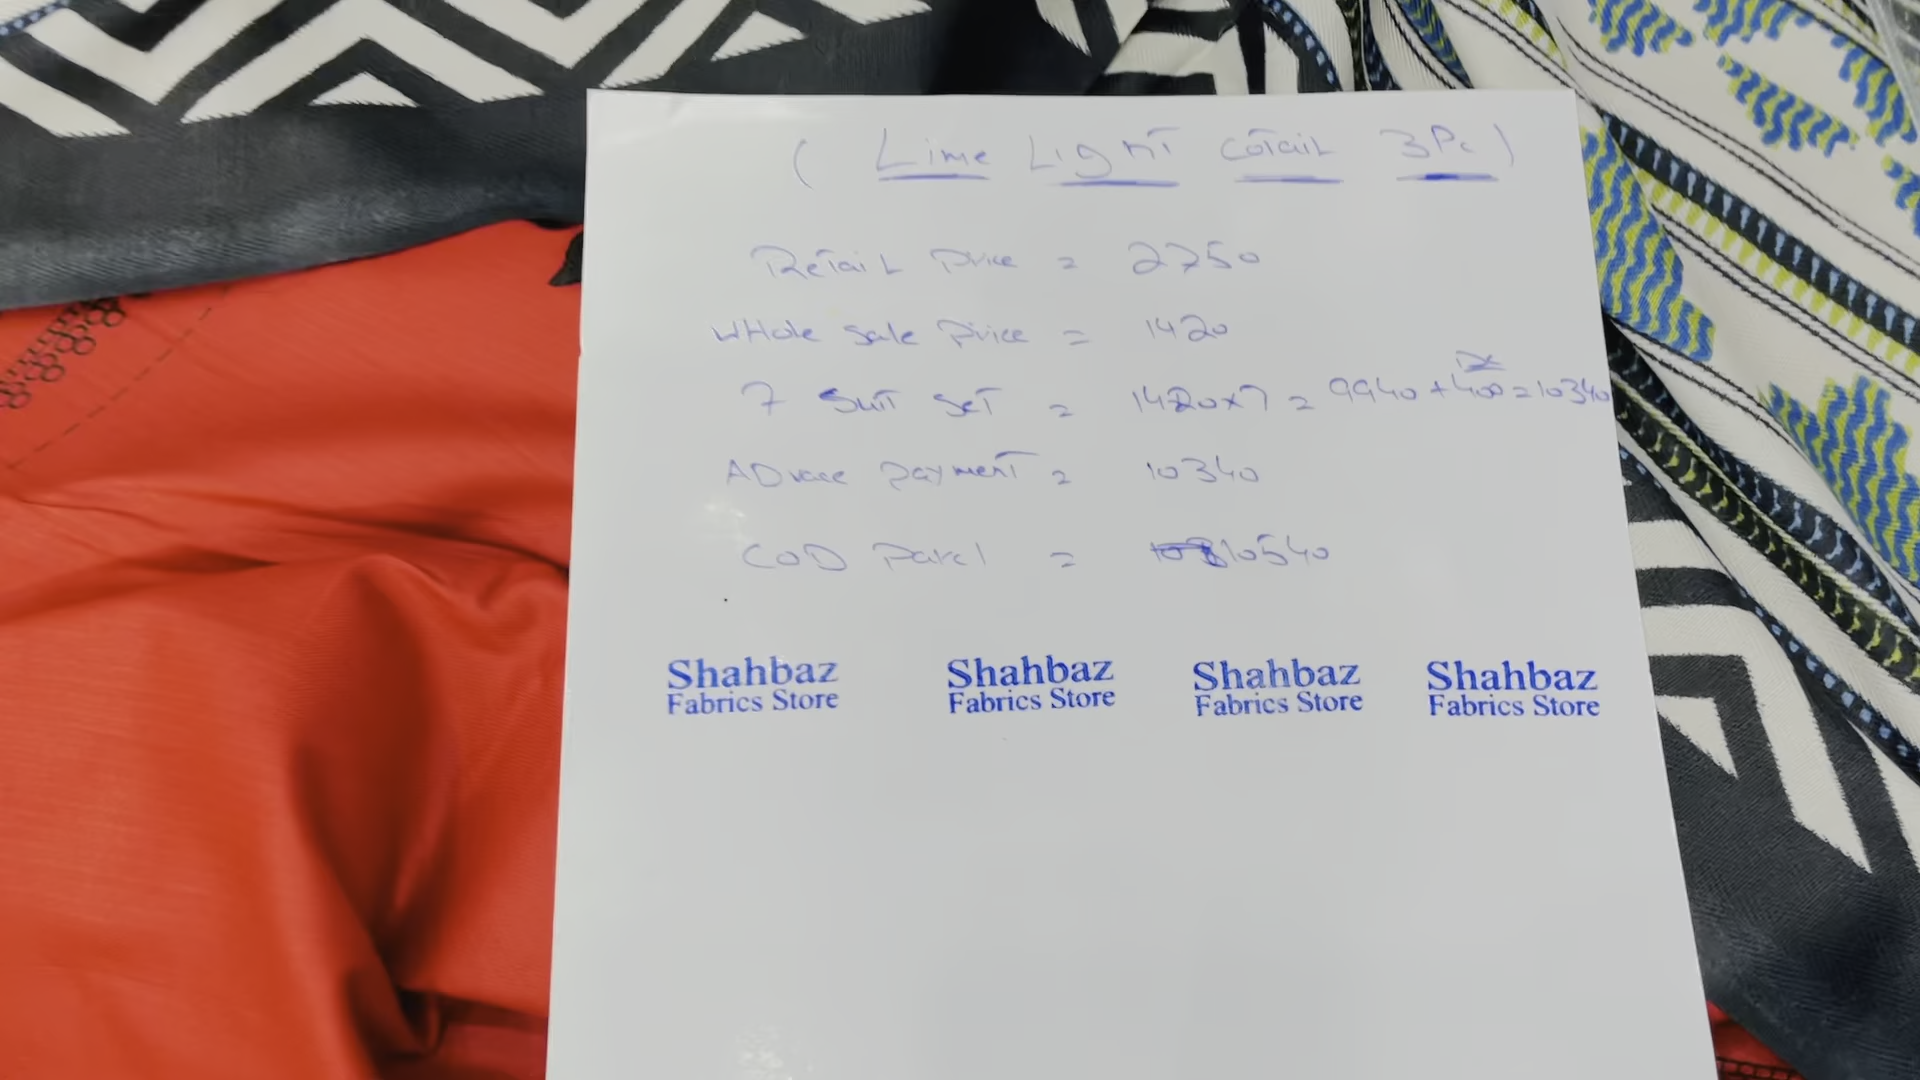 ( Lime Light Cotail 3Pc )
Retail Price = 2750
Whole Sale Price = 1420
7 Suit Set = 1420x7 = 9940 + 400 = 10340
ADvace Payment = 10340
COD Parcl = 10540
Shahbaz Fabrics Store
Shahbaz Fabrics Store
Shahbaz Fabrics Store
Shahbaz Fabrics Store